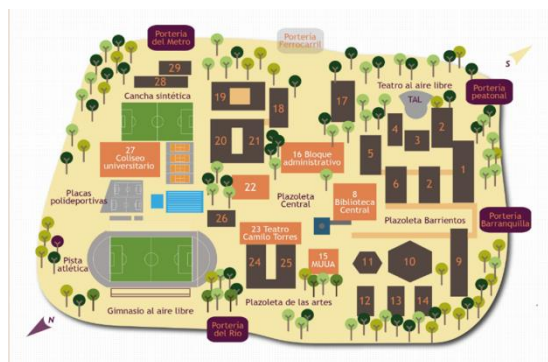 Portería
del Metro
Portería
Ferrocarril
S
29
28
Cancha sintética
19
18
17
Teatro al aire libre
TAL
Portería
peatonal
4
3
2
1
27
Coliseo
universitario
20
21
16 Bloque
administrativo
5
6
2
Placas
polideportivas
22
Plazoleta
Central
8
Biblioteca
Central
26
Plazoleta Barrientos
Portería
Barranquilla
23 Teatro
Camilo Torres
Pista
atlética
24
25
15
MUUA
11
10
9
Gimnasio al aire libre
Plazoleta de las artes
12
13
14
N
Portería
del Río